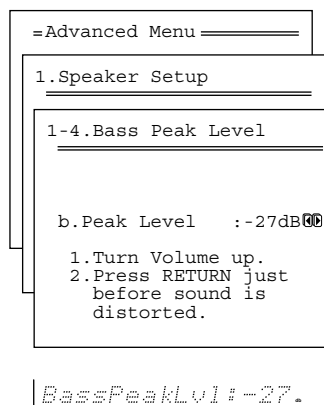 Advanced Menu
1.Speaker Setup
1-4.Bass Peak Level
b.Peak Level :-27dB
1.Turn Volume up.
2.Press RETURN just
before sound is
distorted.
BassPeakLvl:-27.